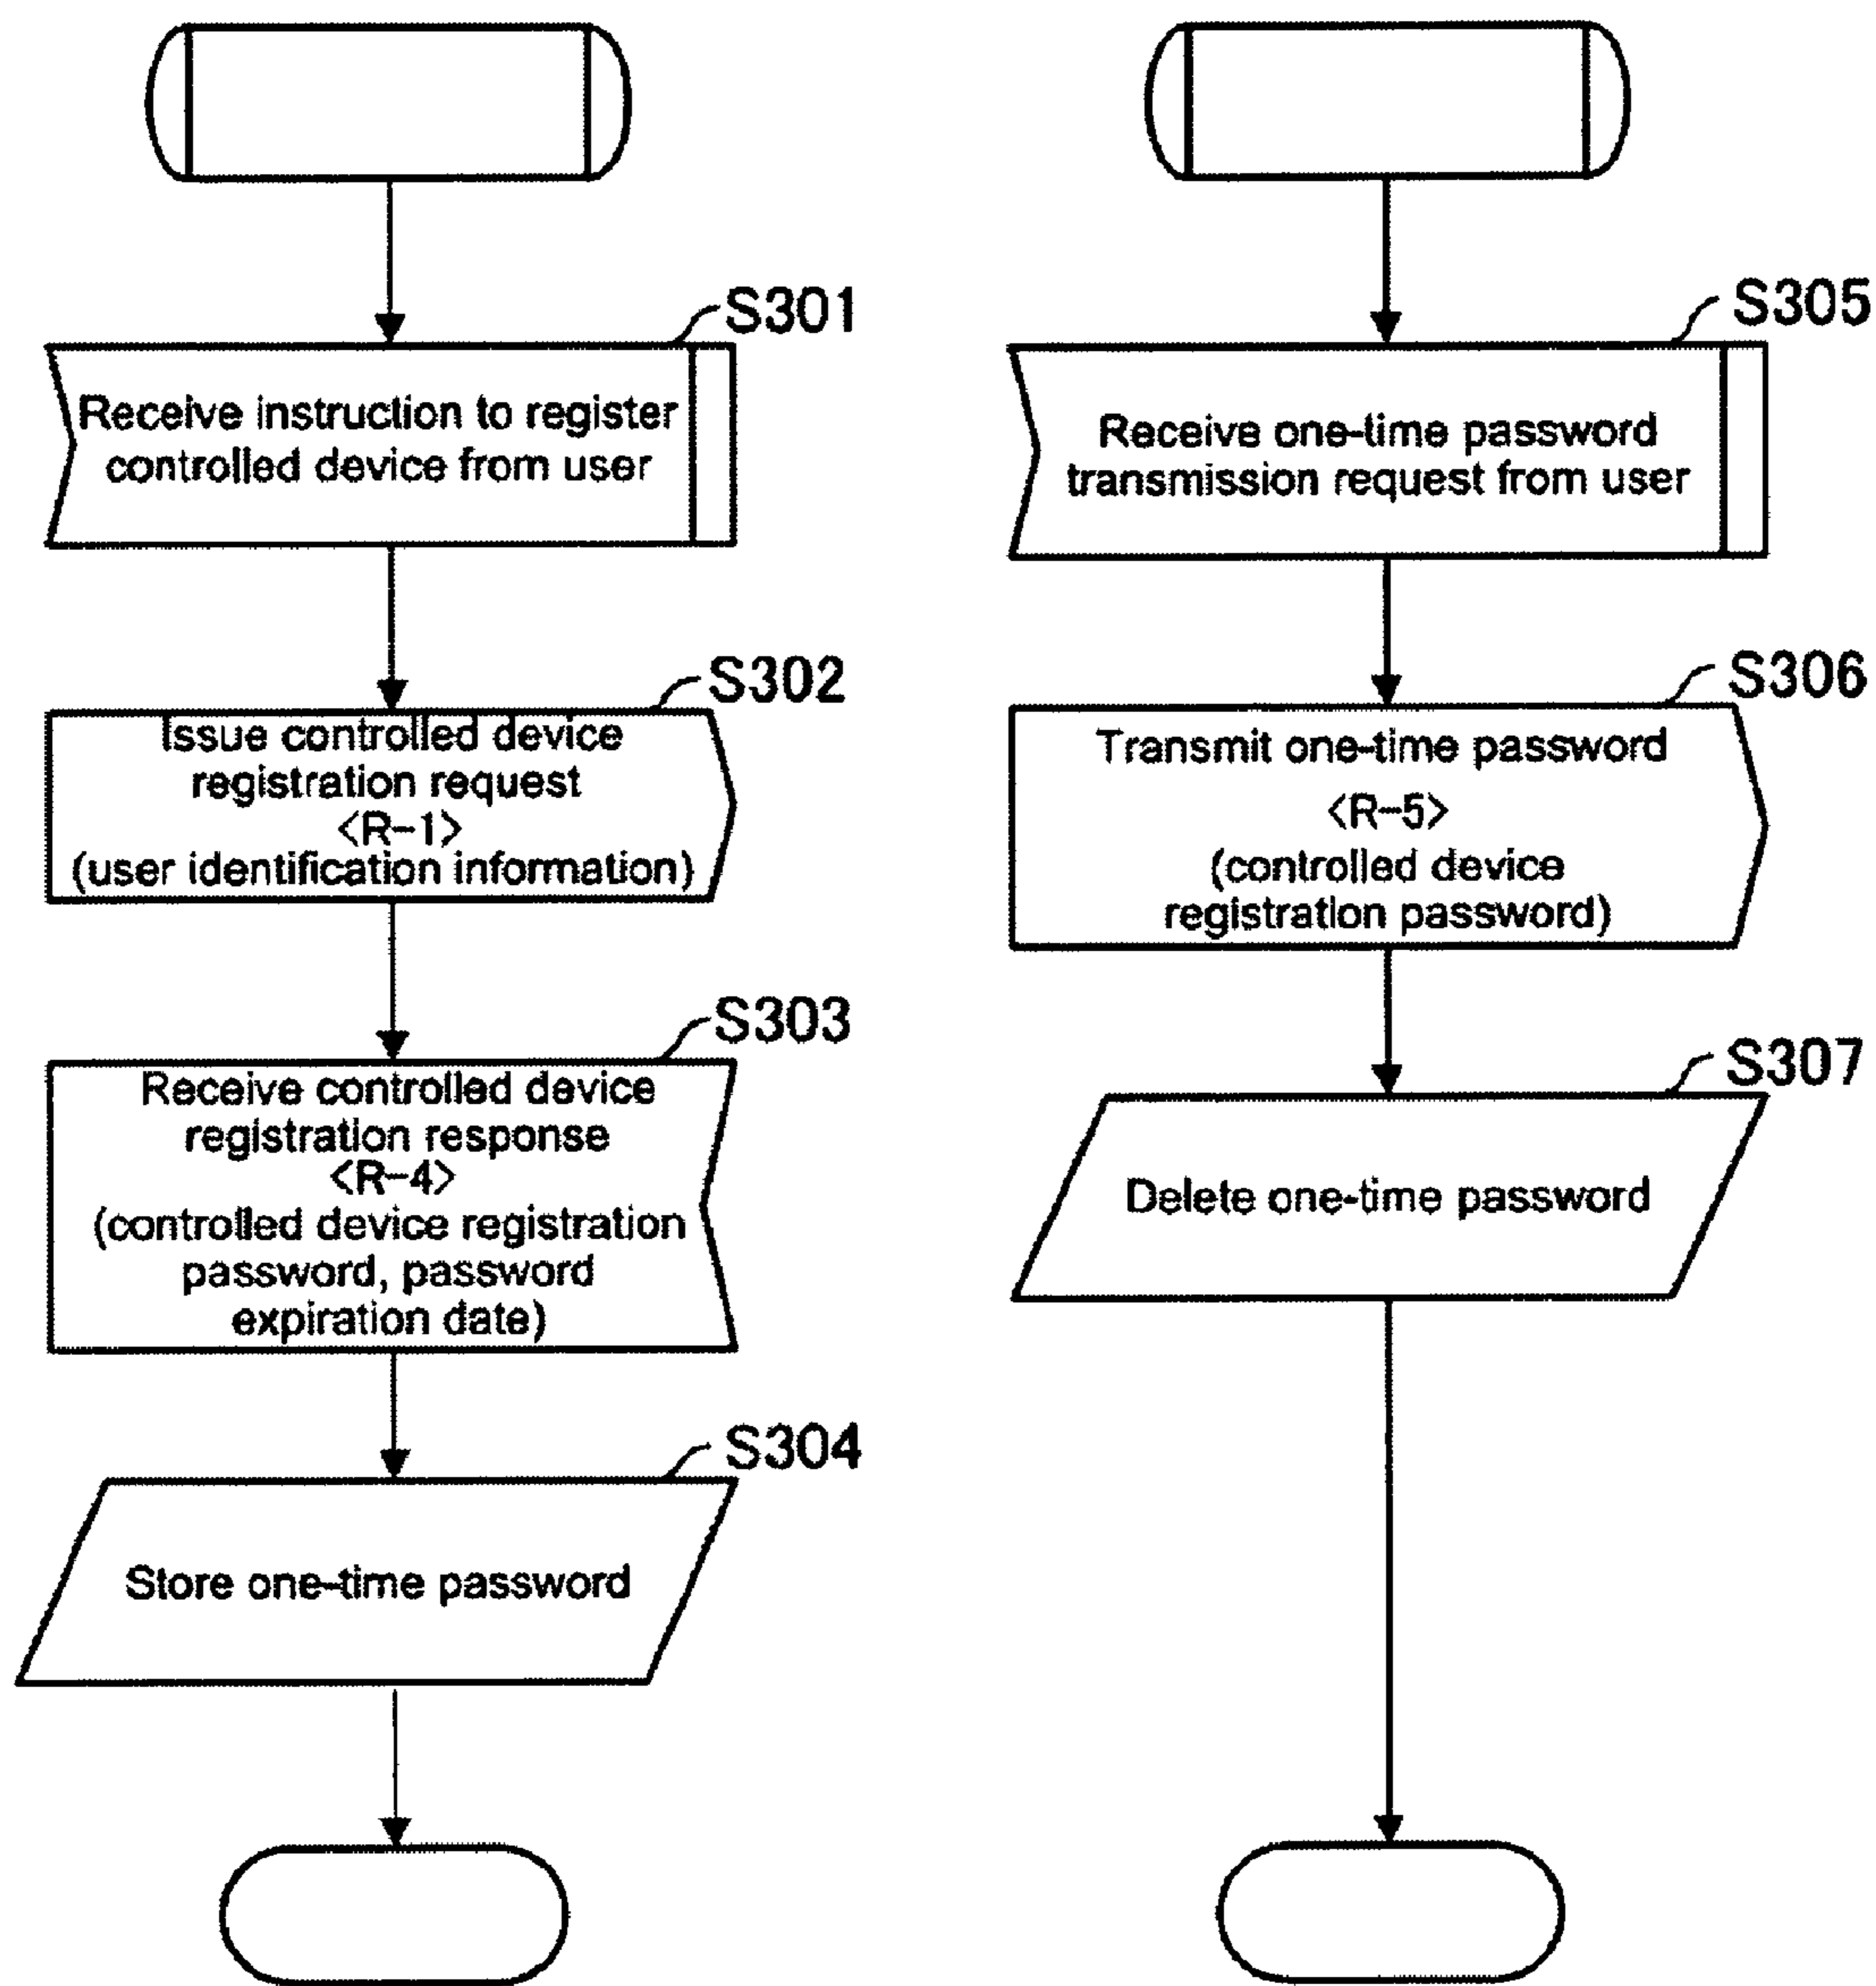 S301
Receive instruction to register
controlled device from user
S302
Issue controlled device
registration request
<R-1>
(user identification information)
S303
Receive controlled device
registration response
<R-4>
(controlled device registration
password, password
expiration date)
S304
Store one-time password
S305
Receive one-time password
transmission request from user
S306
Transmit one-time password
<R-5>
(controlled device
registration password)
S307
Delete one-time password